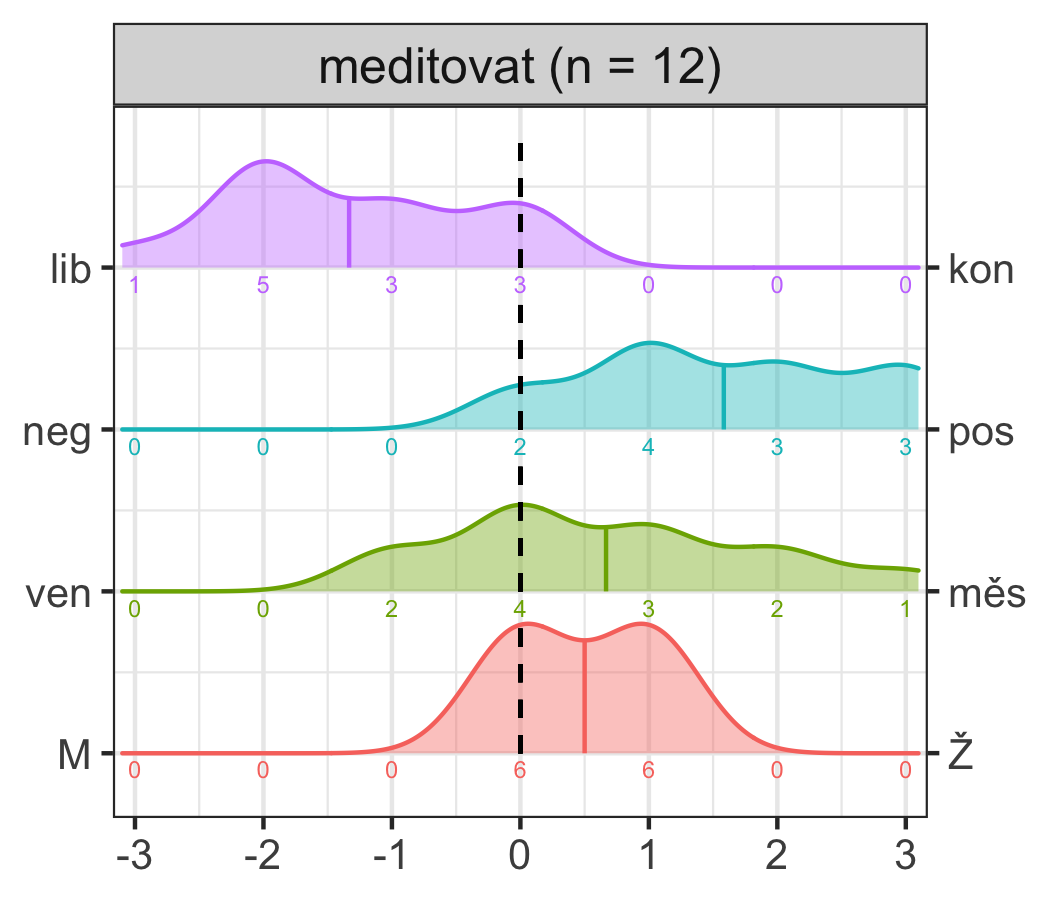 meditovat (n = 12)
lib kon
1 5 3 3 0 0 0
neg pos
0 0 0 2 4 3 3
ven měs
0 0 2 4 3 2 1
M Ž
0 0 0 6 6 0 0
-3 -2 -1 0 1 2 3